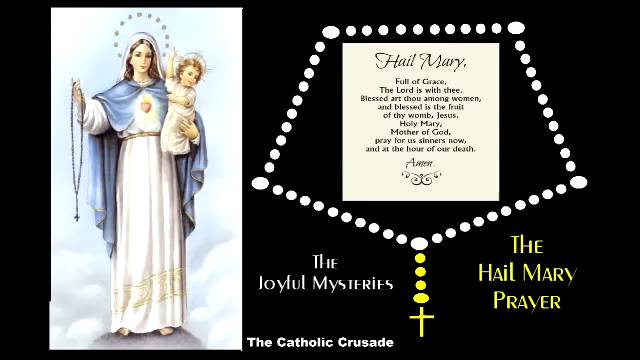 Hail Mary,
Full of Grace,
The Lord is with thee.
Blessed art thou among women,
and blessed is the fruit
of thy womb, Jesus.
Holy Mary,
Mother of God,
pray for us sinners now,
and at the hour of our death.
Amen.
The
Joyful Mysteries
The
Hail Mary
Prayer
The Catholic Crusade